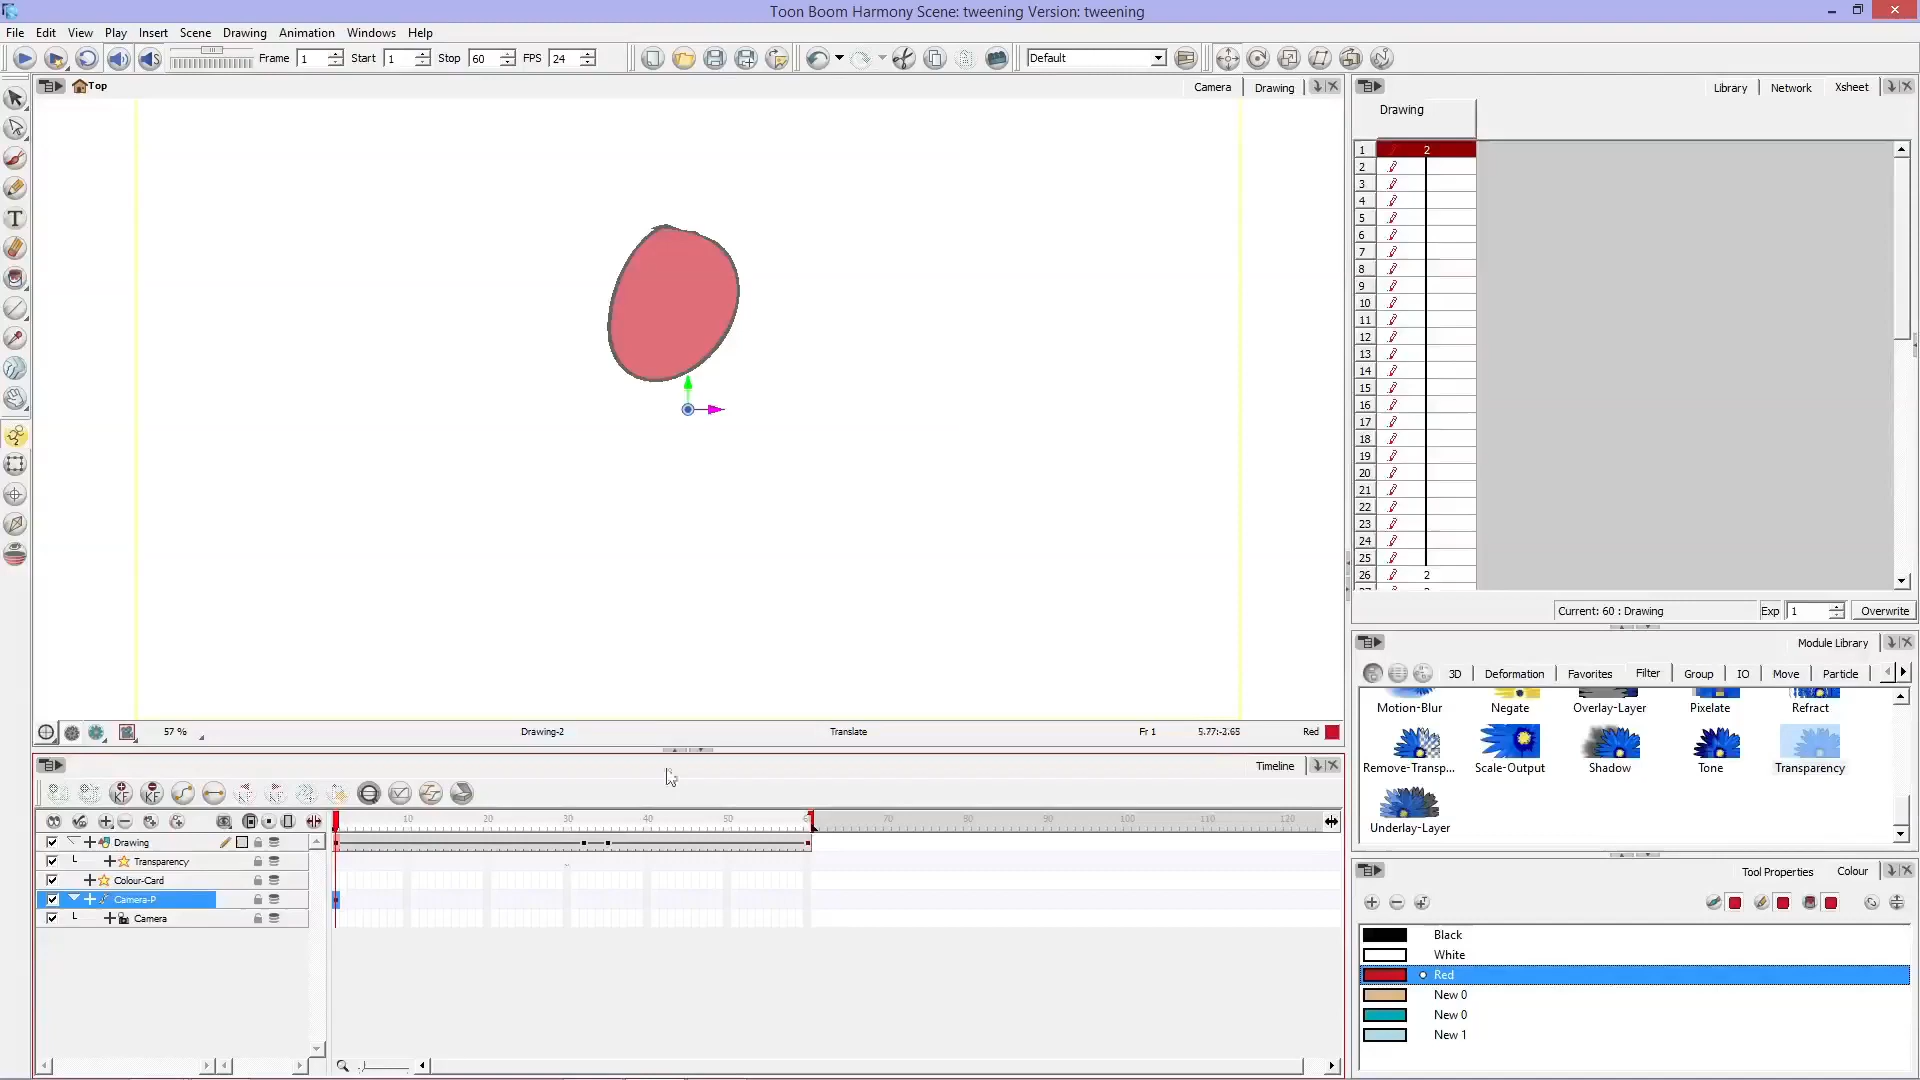 Toon Boom Harmony Scene: tweening Version: tweening
File Edit View Play Insert Scene Drawing Animation Windows Help
Frame 1 Start 1 Stop 60 FPS 24 Default
Top Camera Drawing Library Network Xsheet
Drawing
1 2
2
3
4
5
6
7
8
9
10
11
12
13
14
15
16
17
18
19
20
21
22
23
24
25
26 2
Current: 60 : Drawing Exp 1 Overwrite
Module Library
3D Deformation Favorites Filter Group IO Move Particle
Motion-Blur Negate Overlay-Layer Pixelate Refract
Remove-Transp... Scale-Output Shadow Tone Transparency
Underlay-Layer
57 % Drawing-2 Translate Fr 1 5.77:-2.65 Red
Timeline
10 20 30 40 50 60 70 80 90 100 110 120
Drawing
Transparency
Colour-Card
Camera-P
Camera
Tool Properties Colour
Black
White
Red
New 0
New 0
New 1